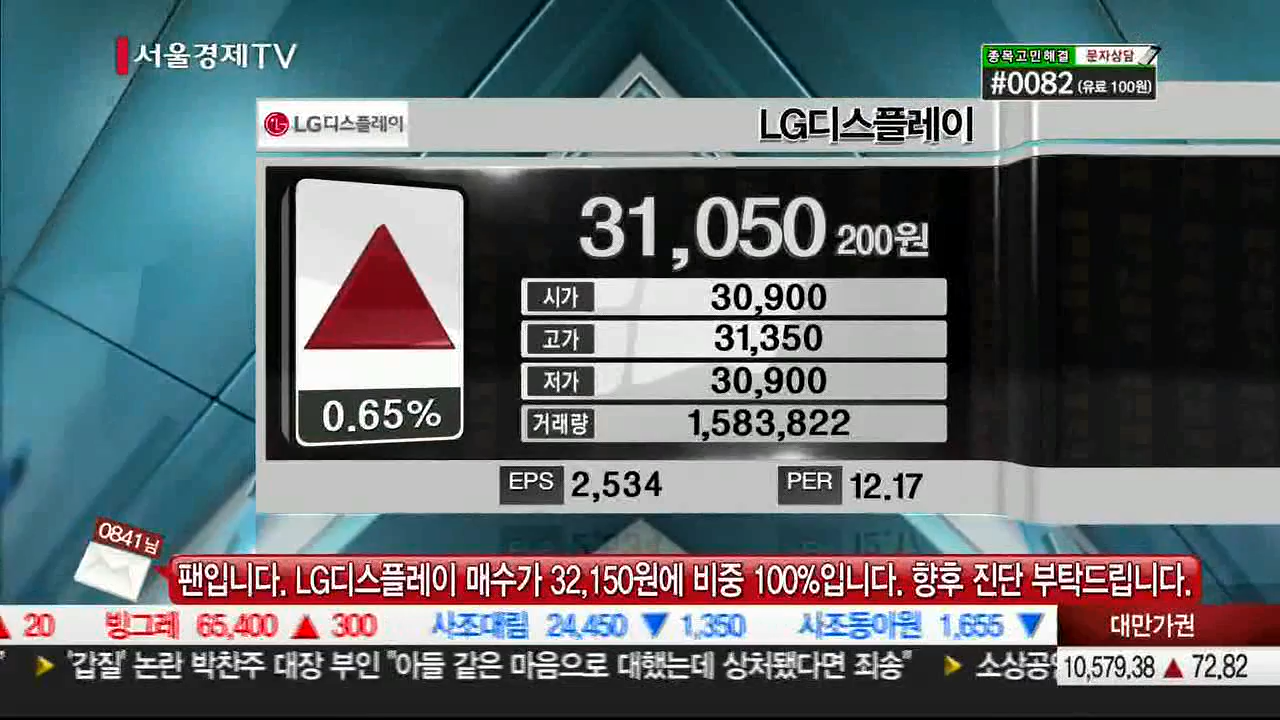 서울경제TV
종목고민해결 문자상담
#0082 (유료 100원)
LG디스플레이
LG디스플레이
31,050 200원
0.65%
시가 30,900
고가 31,350
저가 30,900
거래량 1,583,822
EPS 2,534
PER 12.17
0841님
팬입니다. LG디스플레이 매수가 32,150원에 비중 100%입니다. 향후 진단 부탁드립니다.
▲ 20 빙그레 65,400 ▲ 300 사조대림 24,450 ▼ 1,350 사조동아원 1,655 ▼
대만가권
'갑질' 논란 박찬주 대장 부인 "아들 같은 마음으로 대했는데 상처됐다면 죄송" 소상공인
10,579.38 ▲ 72.82